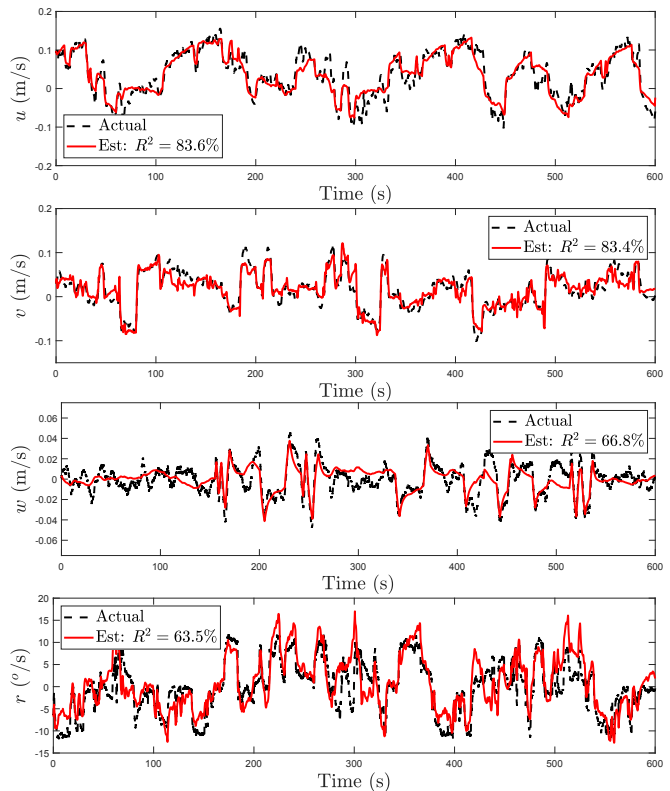 0.2
0.1
0
-0.1
-0.2
u (m/s)
Actual
Est: R² = 83.6%
0 100 200 300 400 500 600
Time (s)
0.2
0.1
0
-0.1
v (m/s)
Actual
Est: R² = 83.4%
0 100 200 300 400 500 600
Time (s)
0.06
0.04
0.02
0
-0.02
-0.04
-0.06
w (m/s)
Actual
Est: R² = 66.8%
0 100 200 300 400 500 600
Time (s)
20
15
10
5
0
-5
-10
-15
r (°/s)
Actual
Est: R² = 63.5%
0 100 200 300 400 500 600
Time (s)